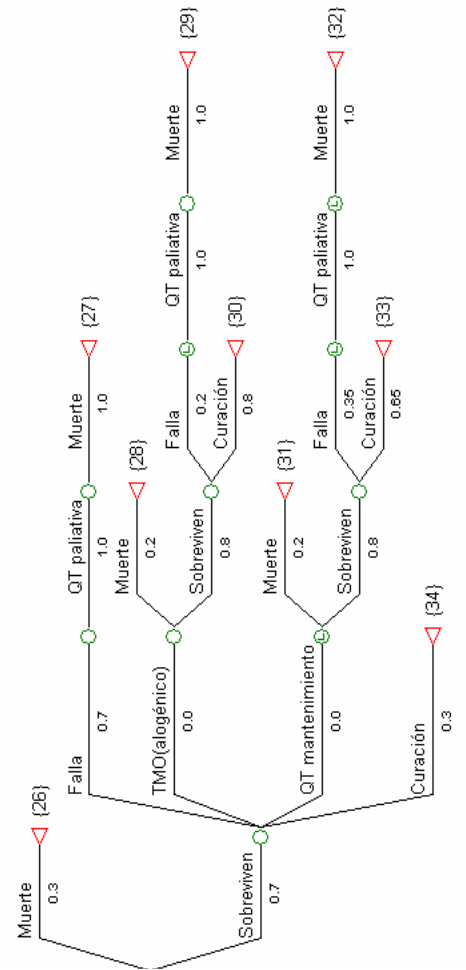 Muerte
0.3
{26}
Sobreviven
0.7
Falla
0.7
QT paliativa
1.0
Muerte
1.0
{27}
TMO(alogénico)
0.0
Muerte
0.2
{28}
Sobreviven
0.8
Falla
0.2
QT paliativa
1.0
Muerte
1.0
{29}
Curación
0.8
{30}
QT mantenimiento
0.0
L
Muerte
0.2
{31}
Sobreviven
0.8
Falla
0.35
L
QT paliativa
1.0
L
Muerte
1.0
{32}
Curación
0.65
{33}
Curación
0.3
{34}
L